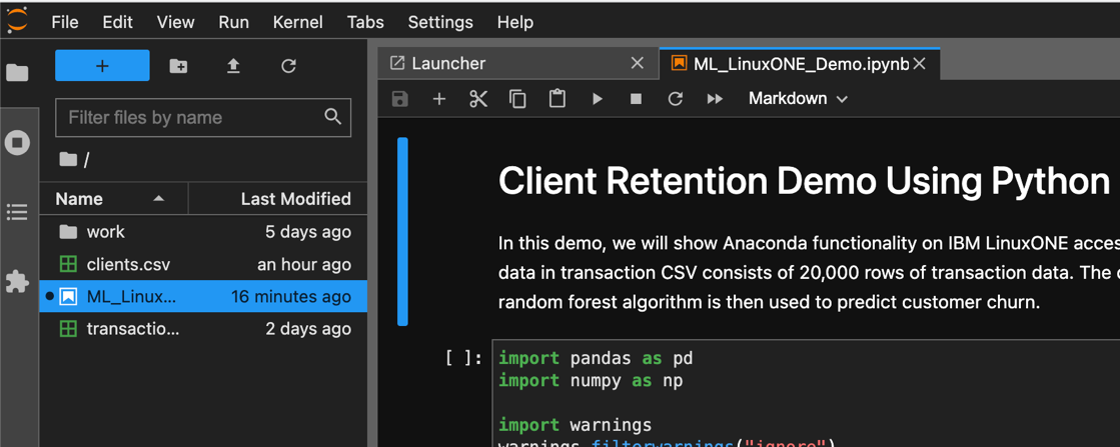 File Edit View Run Kernel Tabs Settings Help
Launcher
ML_LinuxONE_Demo.ipynb
Markdown
Filter files by name
/
Name Last Modified
work 5 days ago
clients.csv an hour ago
ML_Linux... 16 minutes ago
transactio... 2 days ago
Client Retention Demo Using Python
In this demo, we will show Anaconda functionality on IBM LinuxONE acces
data in transaction CSV consists of 20,000 rows of transaction data. The
random forest algorithm is then used to predict customer churn.
[ ]:
import pandas as pd
import numpy as np
import warnings
warnings.filterwarnings("ignore")